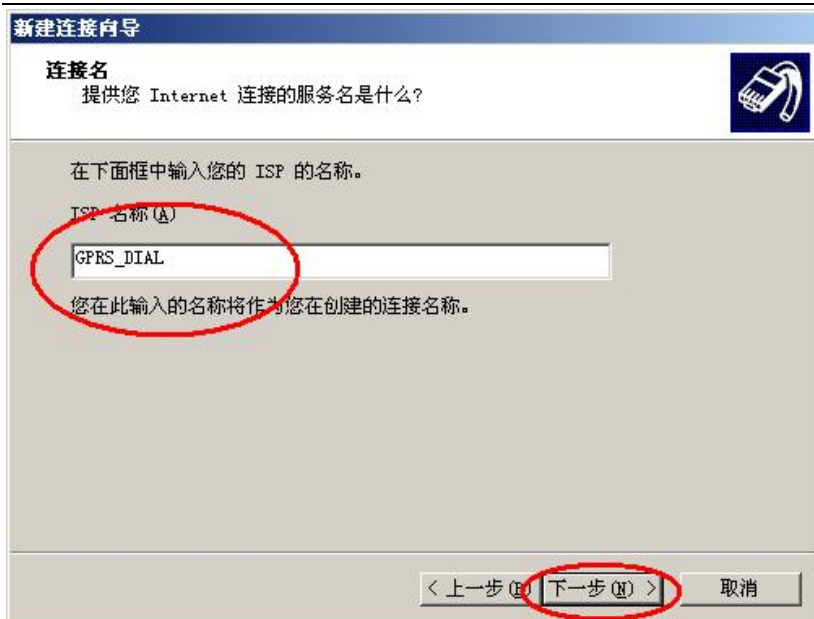 新建连接向导
连接名
提供您 Internet 连接的服务名是什么?
在下面框中输入您的 ISP 的名称。
ISP 名称(A)
GPRS_DIAL
您在此输入的名称将作为您在创建的连接名称。
< 上一步(B) 下一步(N) > 取消